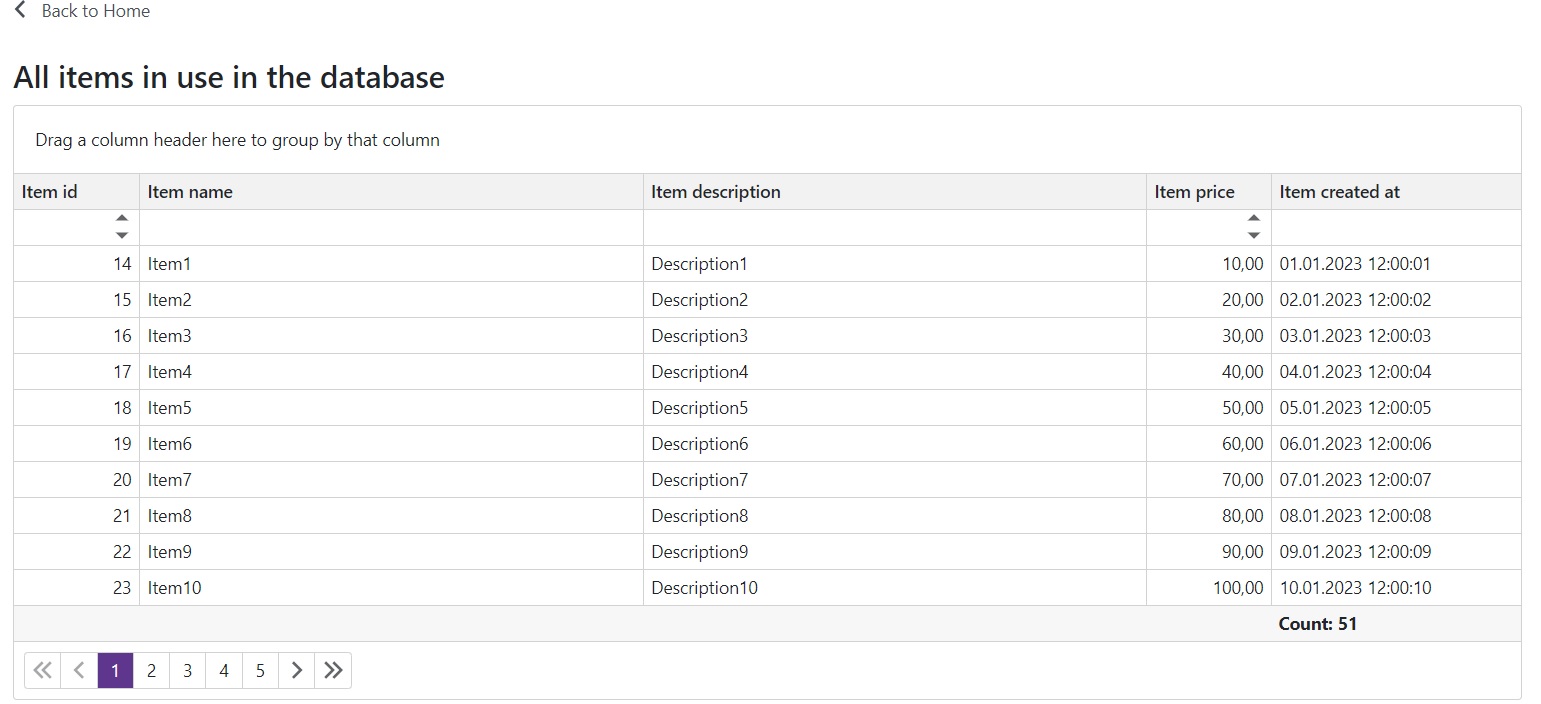 Back to Home
All items in use in the database
Drag a column header here to group by that column
Item id Item name Item description Item price Item created at
14 Item1 Description1 10,00 01.01.2023 12:00:01
15 Item2 Description2 20,00 02.01.2023 12:00:02
16 Item3 Description3 30,00 03.01.2023 12:00:03
17 Item4 Description4 40,00 04.01.2023 12:00:04
18 Item5 Description5 50,00 05.01.2023 12:00:05
19 Item6 Description6 60,00 06.01.2023 12:00:06
20 Item7 Description7 70,00 07.01.2023 12:00:07
21 Item8 Description8 80,00 08.01.2023 12:00:08
22 Item9 Description9 90,00 09.01.2023 12:00:09
23 Item10 Description10 100,00 10.01.2023 12:00:10
Count: 51
1 2 3 4 5